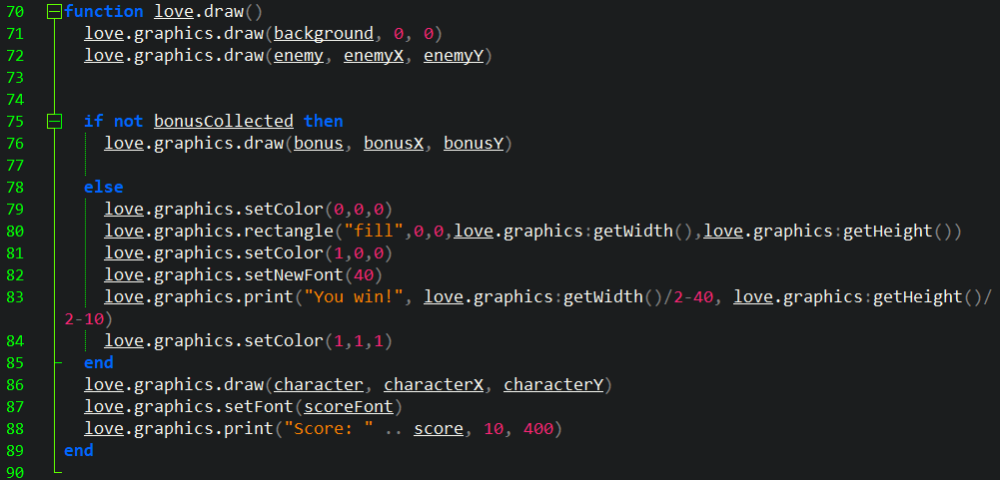 70 function love.draw()
71 love.graphics.draw(background, 0, 0)
72 love.graphics.draw(enemy, enemyX, enemyY)
73
74
75 if not bonusCollected then
76 love.graphics.draw(bonus, bonusX, bonusY)
77
78 else
79 love.graphics.setColor(0,0,0)
80 love.graphics.rectangle("fill",0,0,love.graphics:getWidth(),love.graphics:getHeight())
81 love.graphics.setColor(1,0,0)
82 love.graphics.setNewFont(40)
83 love.graphics.print("You win!", love.graphics:getWidth()/2-40, love.graphics:getHeight()/
2-10)
84 love.graphics.setColor(1,1,1)
85 end
86 love.graphics.draw(character, characterX, characterY)
87 love.graphics.setFont(scoreFont)
88 love.graphics.print("Score: " .. score, 10, 400)
89 end
90